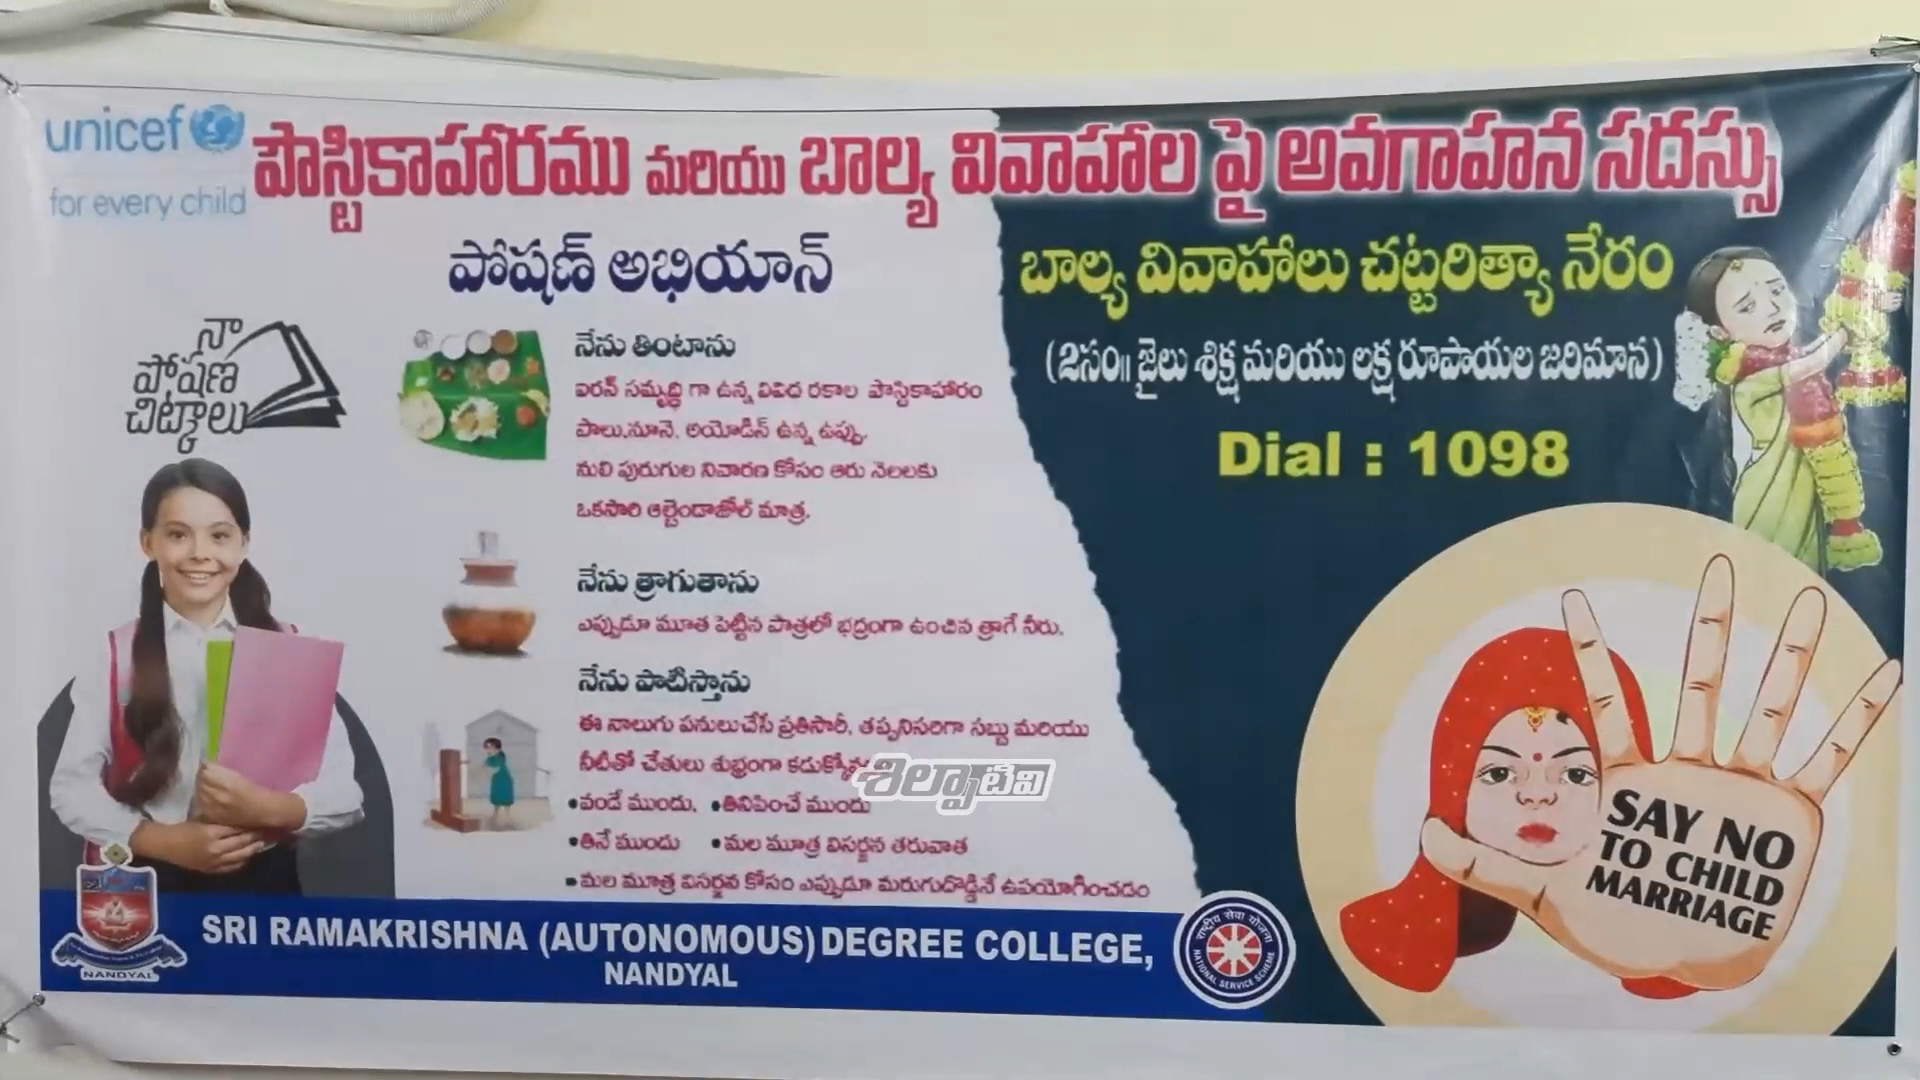 unicef
for every child
పౌష్టికాహారము మరియు బాల్య వివాహాల పై అవగాహన సదస్సు
పోషణ్ అభియాన్
నా
పోషణ
చిట్కాలు
నేను తింటాను
ఐరన్ సమృద్ధి గా ఉన్న వివిద రకాల పౌస్టికాహారం
పాలు,నూనె, అయోడిన్ ఉన్న ఉప్పు,
నులి పురుగుల నివారణ కోసం ఆరు నెలలకు
ఒకసారి ఆల్బెండాజోల్ మాత్ర.
నేను త్రాగుతాను
ఎప్పుడూ మూత పెట్టిన పాత్రలో భద్రంగా ఉంచిన త్రాగే నీరు.
నేను పాటిస్తాను
ఈ నాలుగు పనులుచేసే ప్రతిసారీ, తప్పనిసరిగా సబ్బు మరియు
నీటితో చేతులు శుభ్రంగా
•వండే ముందు, •తినిపించే ముందు
•తినే ముందు •మల మూత్ర విసర్జన తరువాత
•మల మూత్ర విసర్జన కోసం ఎప్పుడూ మరుగుదొడ్డినే ఉపయోగించడం
శిల్పాటివి
బాల్య వివాహాలు చట్టరిత్యా నేరం
(2సం॥ జైలు శిక్ష మరియు లక్ష రూపాయల జరిమాన)
Dial : 1098
SAY NO
TO CHILD
MARRIAGE
NANDYAL
SRI RAMAKRISHNA (AUTONOMOUS) DEGREE COLLEGE,
NANDYAL
राष्ट्रीय सेवा योजना
NATIONAL SERVICE SCHEME